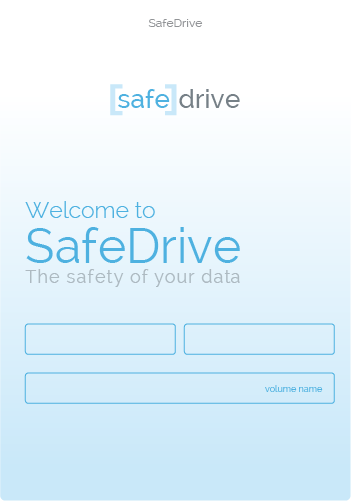 SafeDrive
[safe]drive
Welcome to
SafeDrive
The safety of your data
volume name